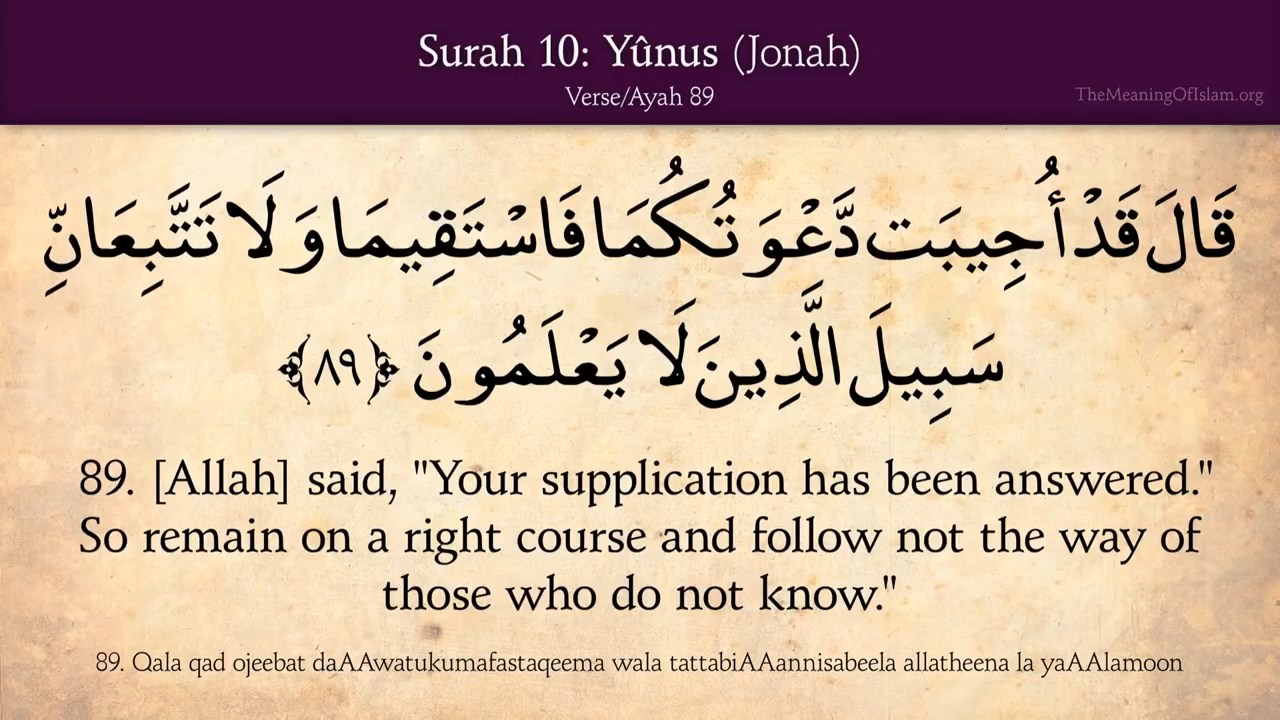 Surah 10: Yûnus (Jonah)
Verse/Ayah 89
TheMeaningOfIslam.org
قَالَ قَدْ أُجِيبَت دَّعْوَتُكُمَا فَاسْتَقِيمَا وَلَا تَتَّبِعَانِّ
سَبِيلَ الَّذِينَ لَا يَعْلَمُونَ ﴿٨٩﴾
89. [Allah] said, "Your supplication has been answered."
So remain on a right course and follow not the way of
those who do not know."
89. Qala qad ojeebat daAAwatukumafastaqeema wala tattabiAAannisabeela allatheena la yaAAlamoon